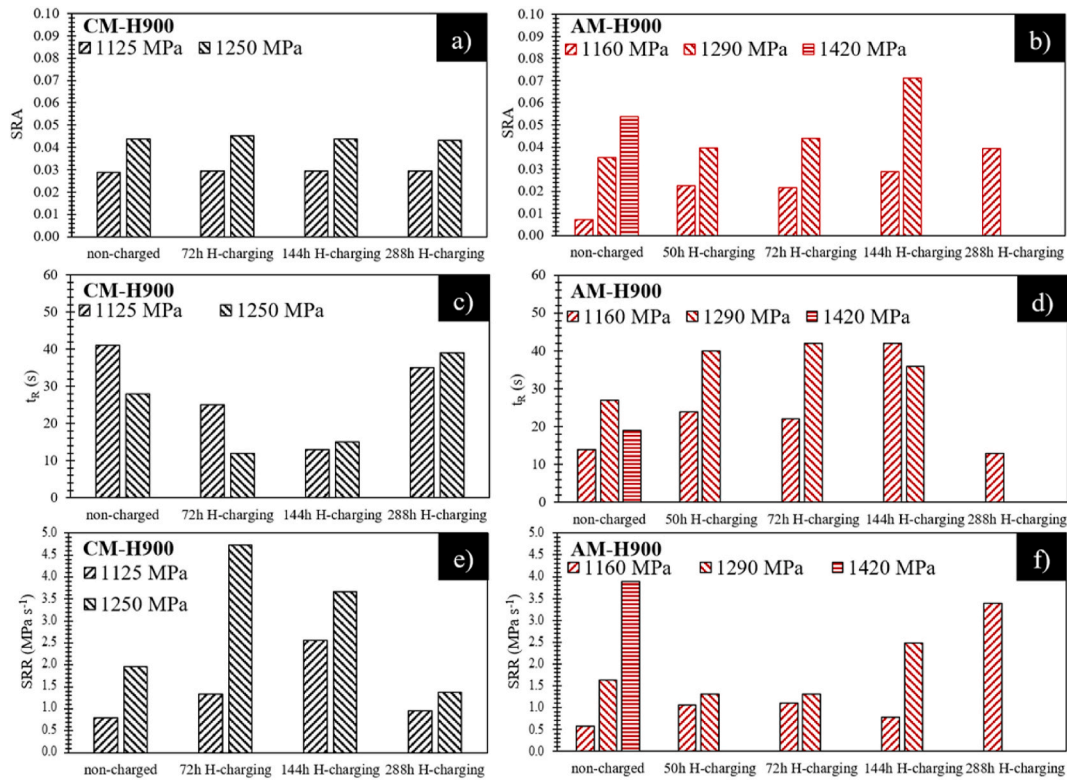 CM-H900
1125 MPa 1250 MPa
a)
0.10
0.09
0.08
0.07
0.06
0.05
0.04
0.03
0.02
0.01
0.00
SRA
non-charged 72h H-charging 144h H-charging 288h H-charging
AM-H900
1160 MPa 1290 MPa 1420 MPa
b)
0.10
0.09
0.08
0.07
0.06
0.05
0.04
0.03
0.02
0.01
0.00
SRA
non-charged 50h H-charging 72h H-charging 144h H-charging 288h H-charging
CM-H900
1125 MPa 1250 MPa
c)
60
50
40
30
20
10
0
tR (s)
non-charged 72h H-charging 144h H-charging 288h H-charging
AM-H900
1160 MPa 1290 MPa 1420 MPa
d)
60
50
40
30
20
10
0
tR (s)
non-charged 50h H-charging 72h H-charging 144h H-charging 288h H-charging
CM-H900
1125 MPa
1250 MPa
e)
5.0
4.5
4.0
3.5
3.0
2.5
2.0
1.5
1.0
0.5
0.0
SRR (MPa s-1)
non-charged 72h H-charging 144h H-charging 288h H-charging
AM-H900
1160 MPa 1290 MPa 1420 MPa
f)
5.0
4.5
4.0
3.5
3.0
2.5
2.0
1.5
1.0
0.5
0.0
SRR (MPa s-1)
non-charged 50h H-charging 72h H-charging 144h H-charging 288h H-charging